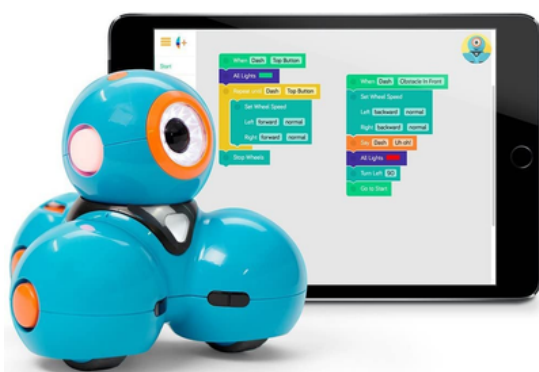 Start
When Dash Top Button
All Lights
Repeat until Dash Top Button
Set Wheel Speed
Left forward normal
Right forward normal
Stop Wheels
When Dash Obstacle In Front
Set Wheel Speed
Left backward normal
Right backward normal
Say Dash Uh oh!
All Lights
Turn Left 90
Go to Start